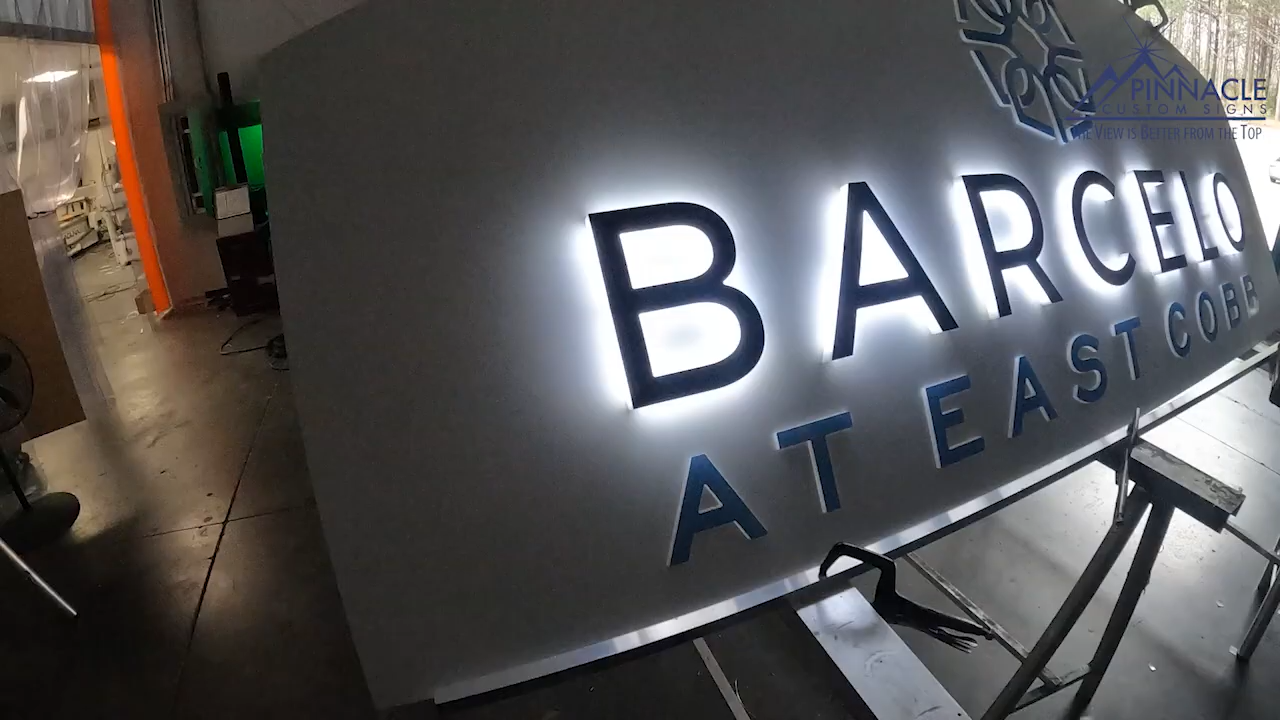 PINNACLE
CUSTOM SIGNS
THE VIEW IS BETTER FROM THE TOP
BARCELO
AT EAST COBB